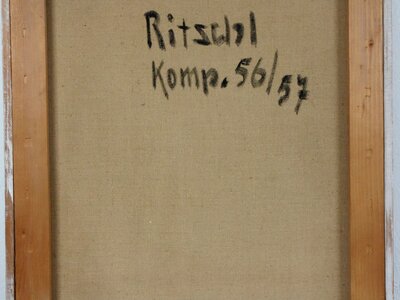 Ritschl
Komp. 56/57